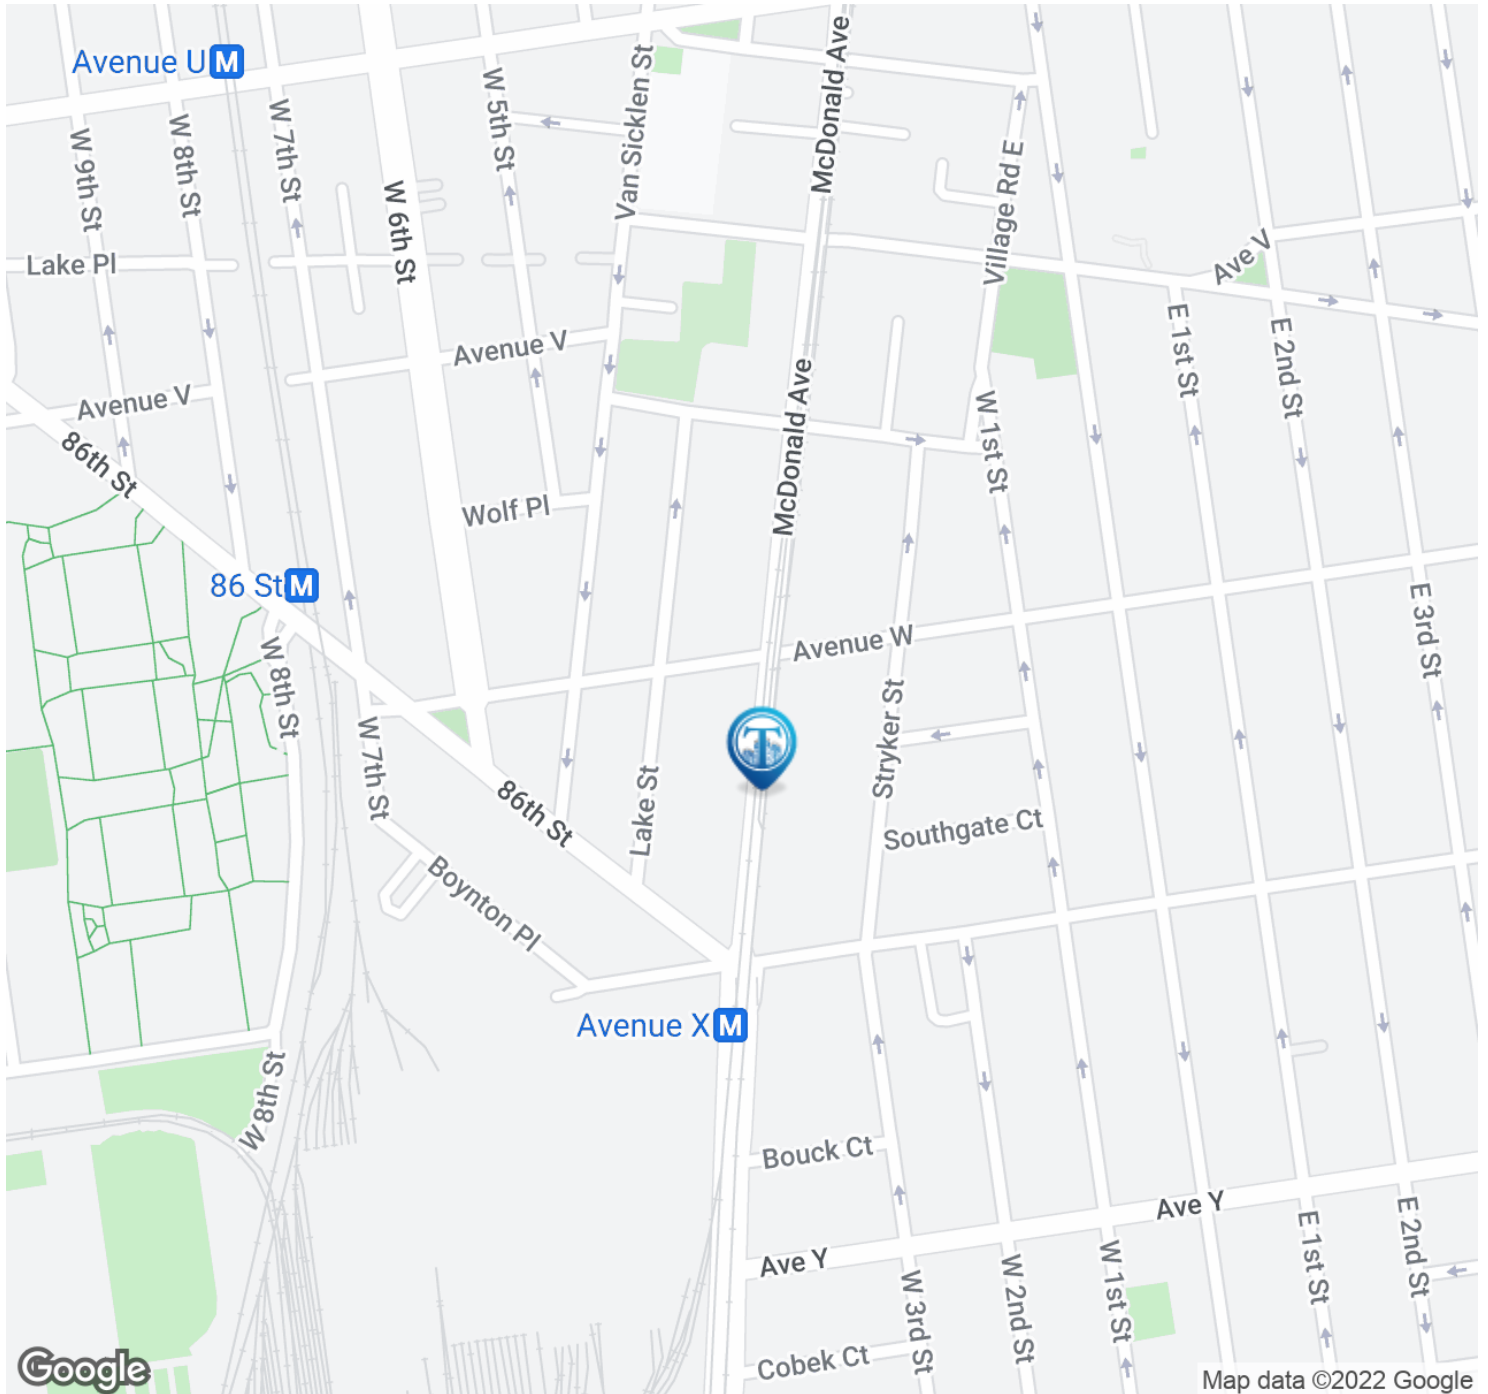 Avenue U M
McDonald Ave
W 5th St
Van Sicklen St
W 9th St
W 8th St
W 7th St
W 6th St
Village Rd E
Lake Pl
Ave V
Avenue V
E 1st St
E 2nd St
Avenue V
McDonald Ave
86th St
W 1st St
Wolf Pl
86 St M
W 8th St
Avenue W
E 3rd St
Stryker St
T
W 7th St
Lake St
86th St
Southgate Ct
Boynton Pl
Avenue X M
W 8th St
Bouck Ct
Ave Y
Ave Y
W 3rd St
W 2nd St
W 1st St
E 1st St
E 2nd St
Cobek Ct
Google
Map data ©2022 Google